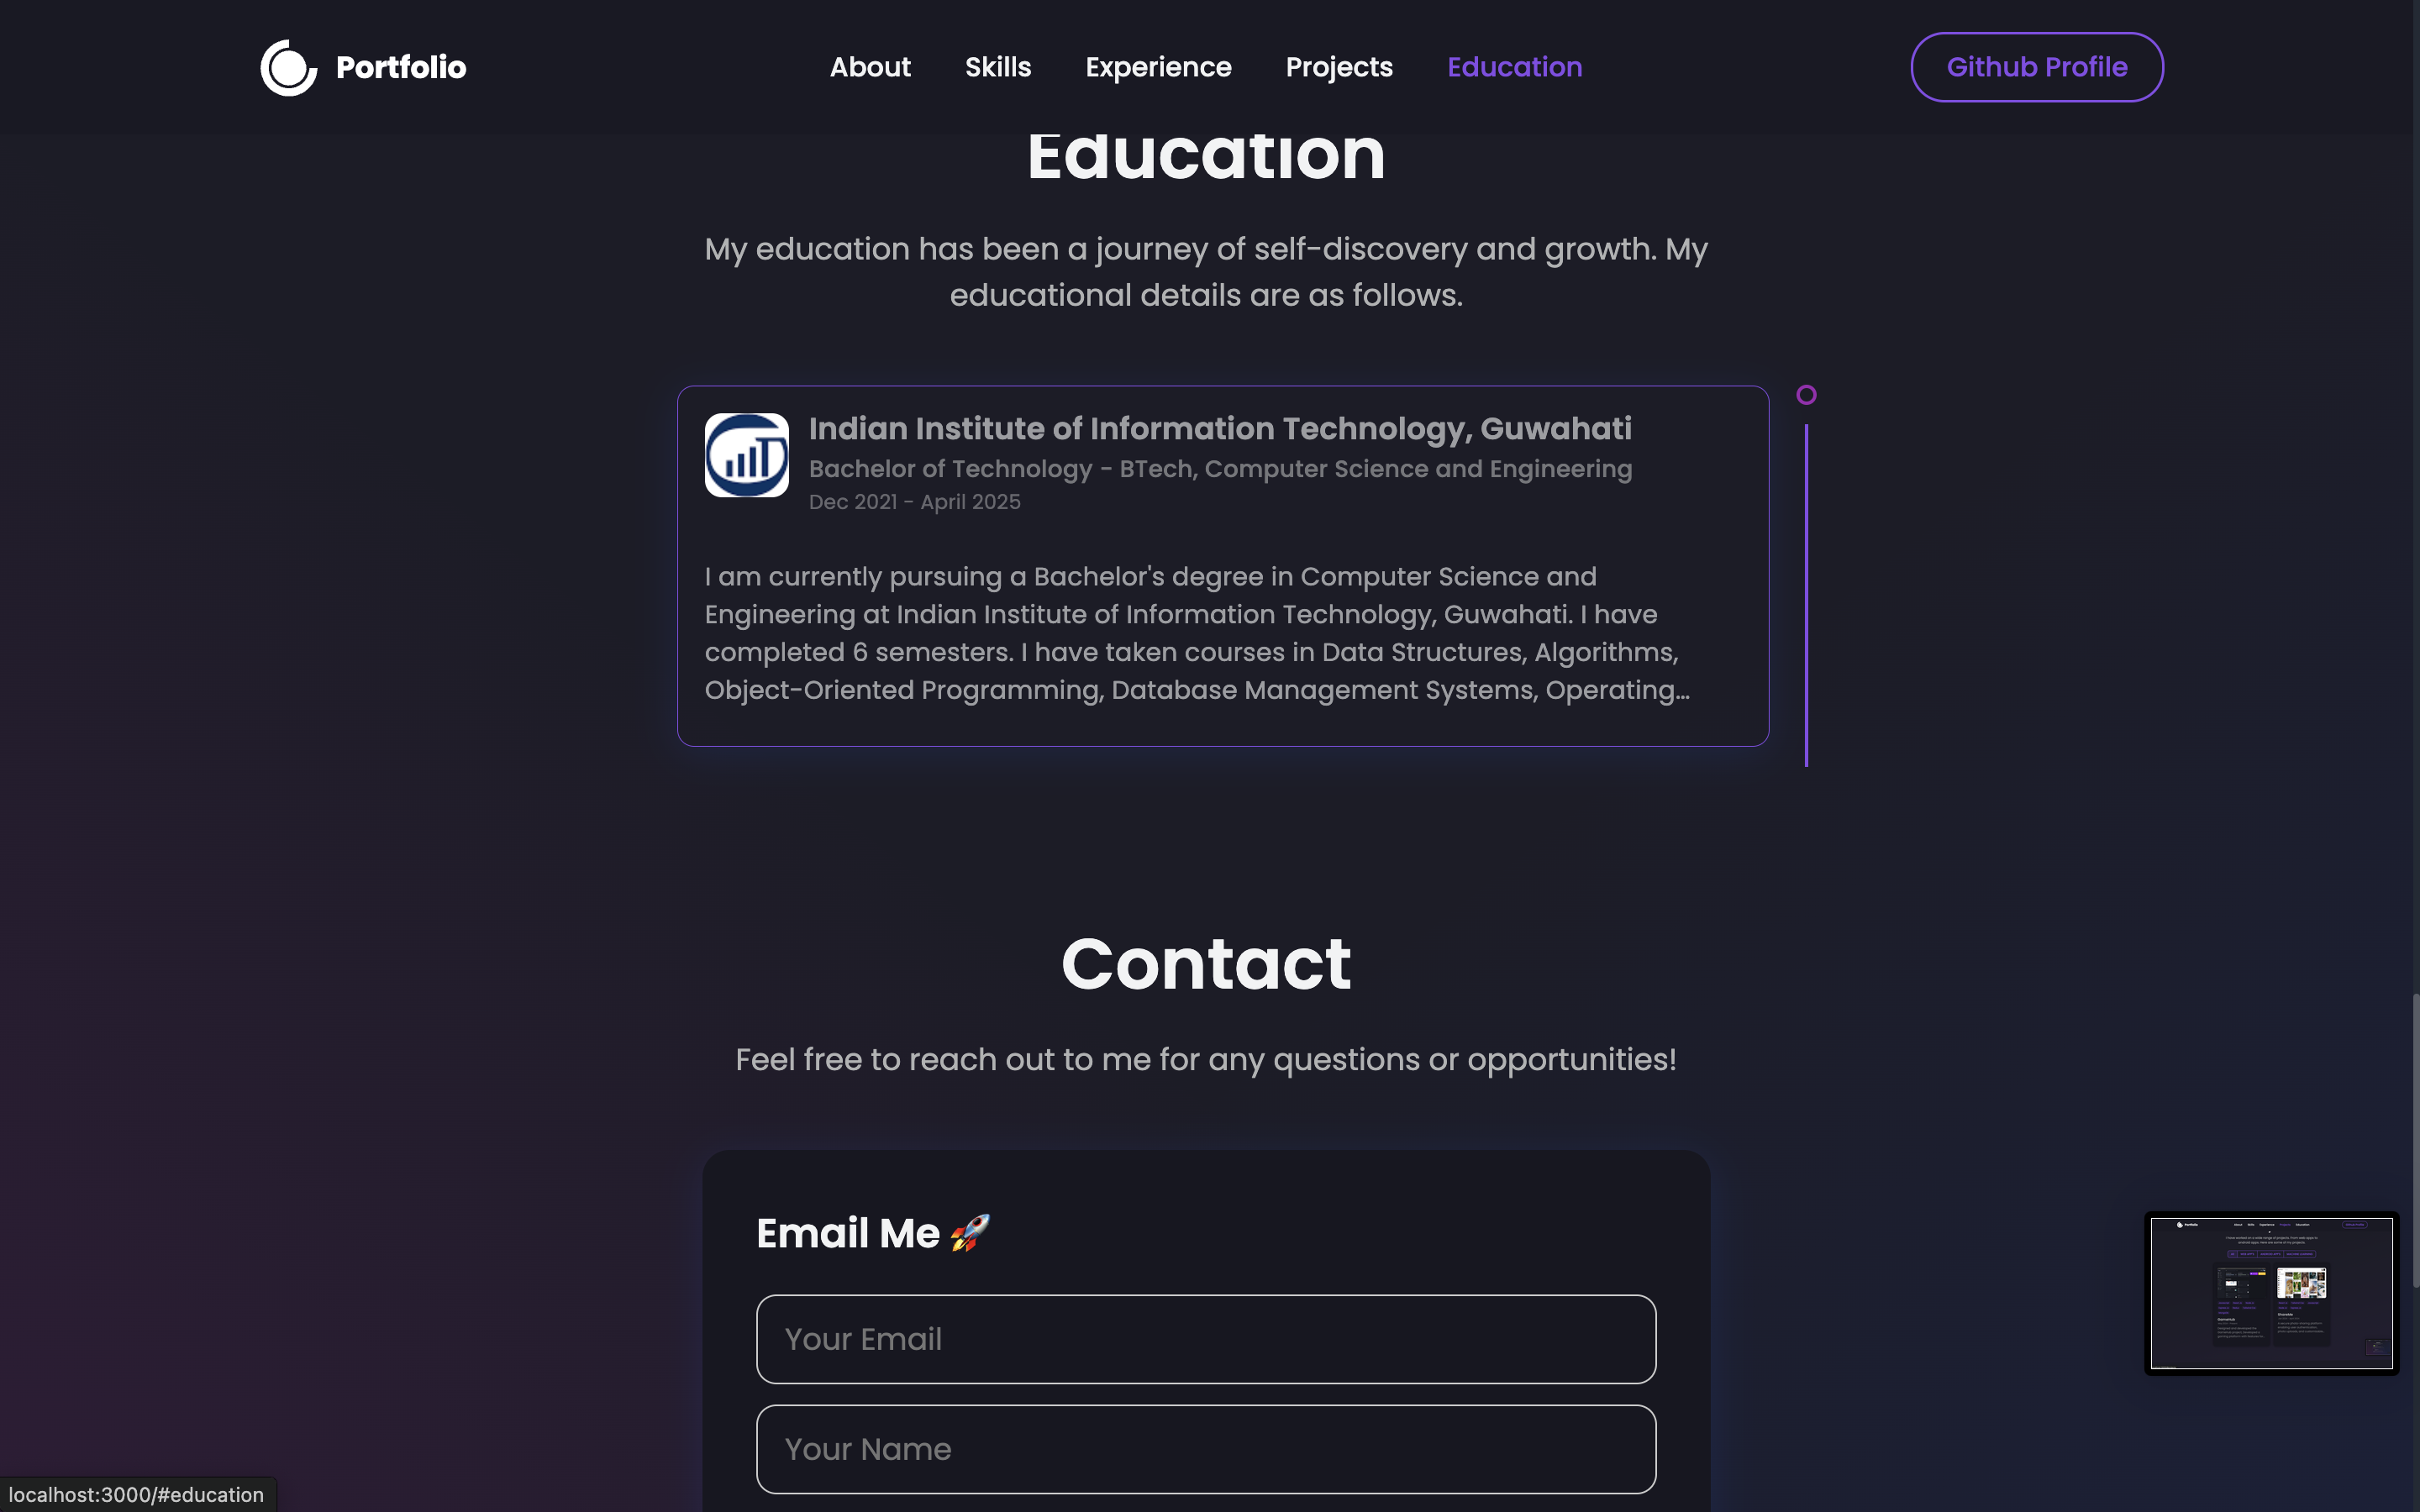 Portfolio
About
Skills
Experience
Projects
Education
Github Profile
Education
My education has been a journey of self-discovery and growth. My
educational details are as follows.
Indian Institute of Information Technology, Guwahati
Bachelor of Technology - BTech, Computer Science and Engineering
Dec 2021 - April 2025
I am currently pursuing a Bachelor's degree in Computer Science and
Engineering at Indian Institute of Information Technology, Guwahati. I have
completed 6 semesters. I have taken courses in Data Structures, Algorithms,
Object-Oriented Programming, Database Management Systems, Operating...
Contact
Feel free to reach out to me for any questions or opportunities!
Email Me 🚀
Your Email
Your Name
localhost:3000/#education